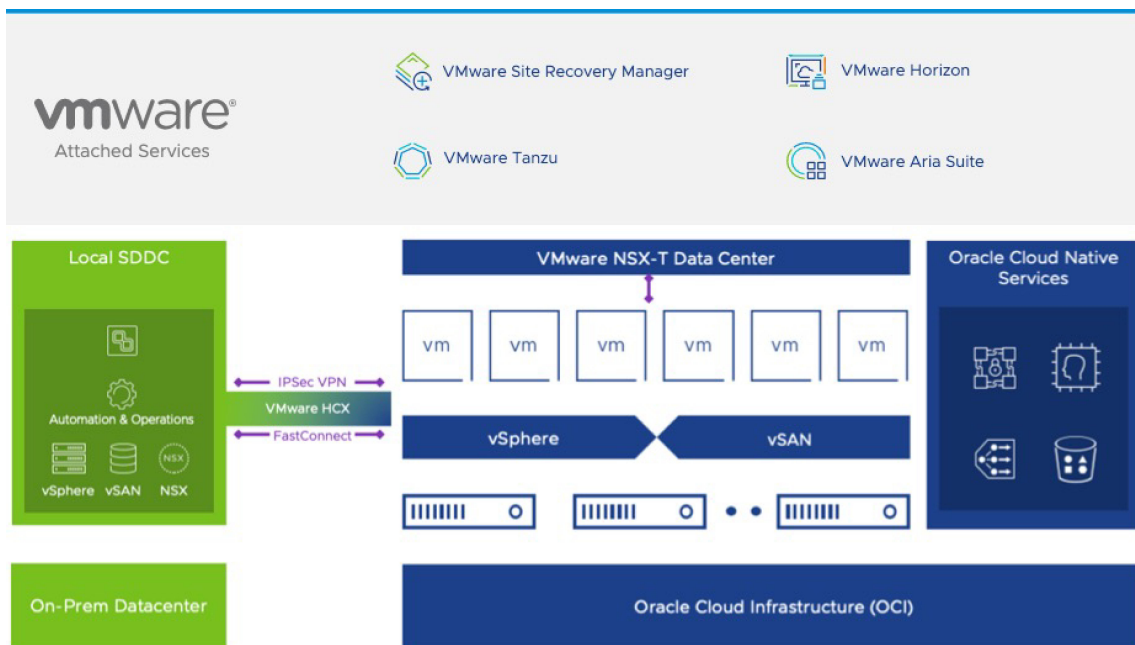 vmware®
Attached Services
VMware Site Recovery Manager
VMware Horizon
VMware Tanzu
VMware Aria Suite
Local SDDC
Automation & Operations
NSX
vSphere
vSAN
NSX
On-Prem Datacenter
IPSec VPN
VMware HCX
FastConnect
VMware NSX-T Data Center
vm
vm
vm
vm
vm
vm
vSphere
vSAN
Oracle Cloud Native
Services
Oracle Cloud Infrastructure (OCI)